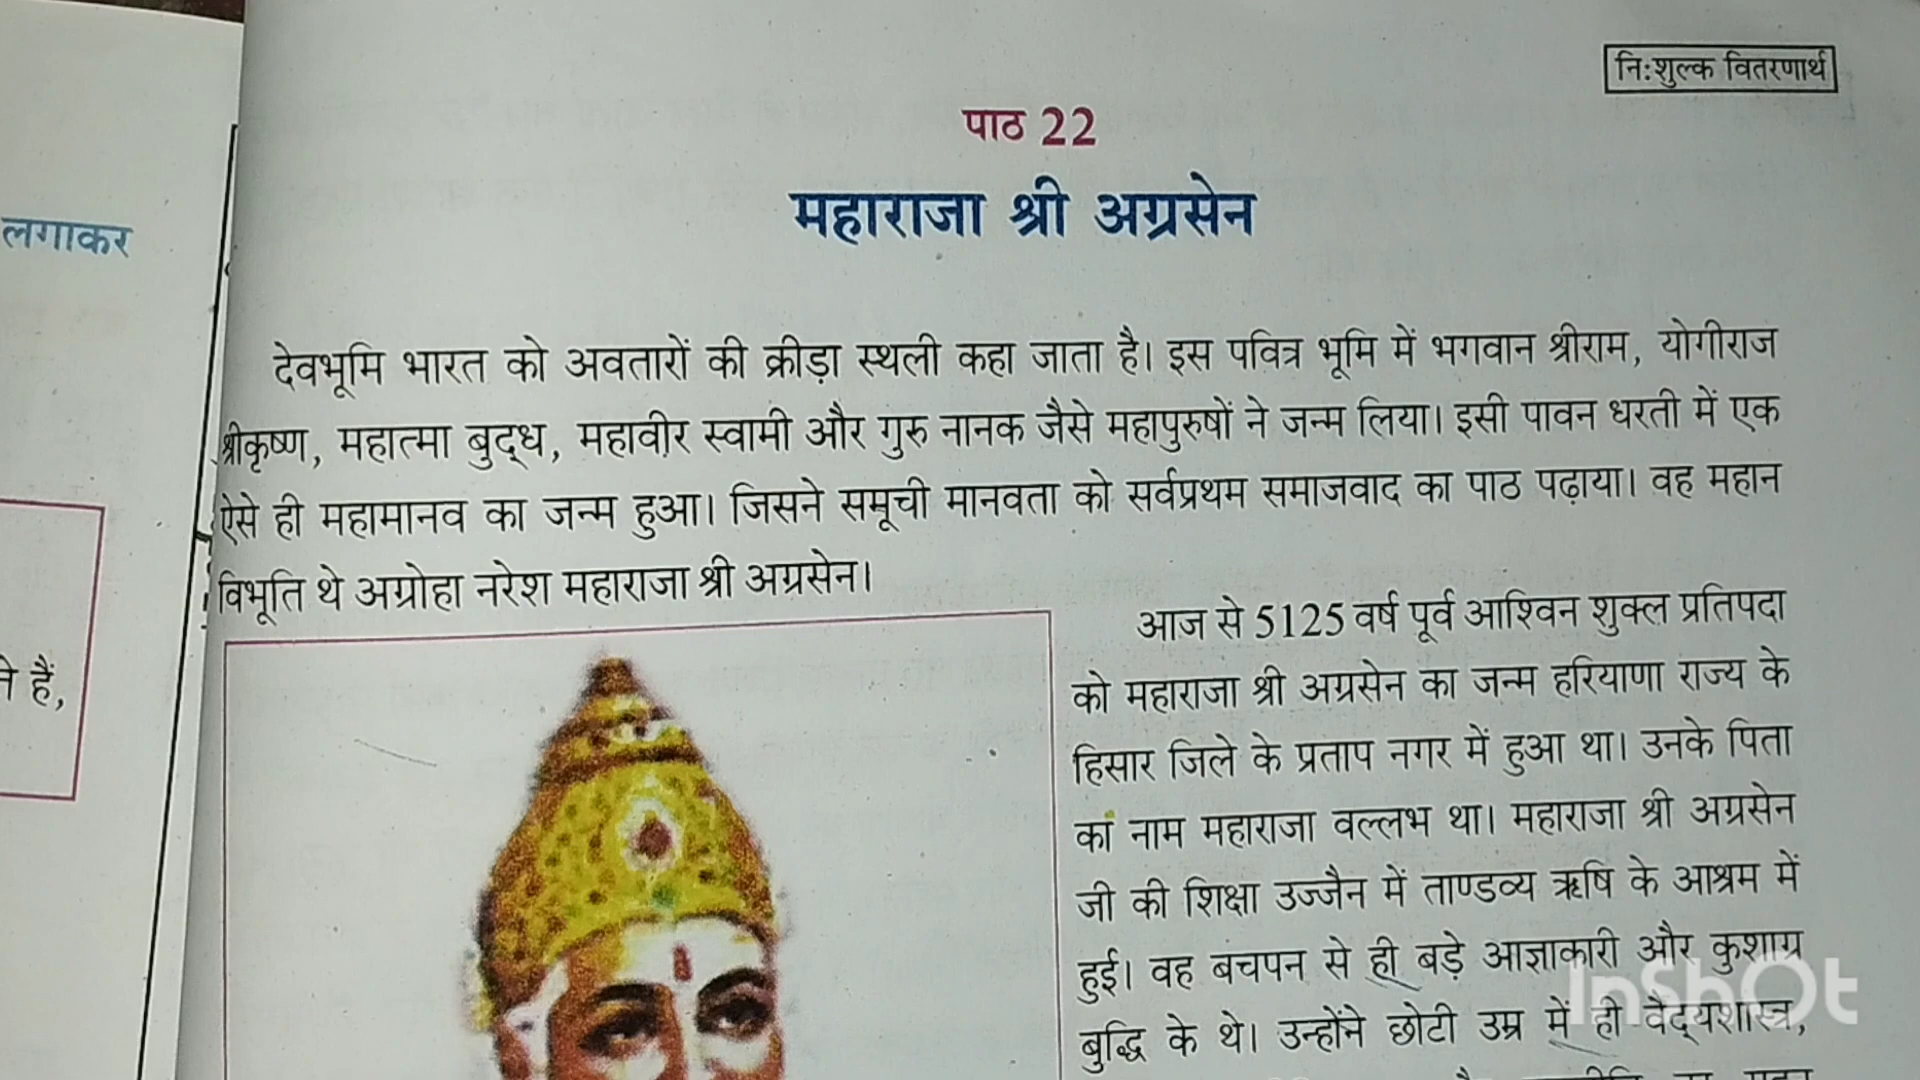 निःशुल्क वितरणार्थ
पाठ 22
महाराजा श्री अग्रसेन
लगाकर
ने हैं,
देवभूमि भारत को अवतारों की क्रीड़ा स्थली कहा जाता है। इस पवित्र भूमि में भगवान श्रीराम, योगीराज
श्रीकृष्ण, महात्मा बुद्ध, महावीर स्वामी और गुरु नानक जैसे महापुरुषों ने जन्म लिया। इसी पावन धरती में एक
ऐसे ही महामानव का जन्म हुआ। जिसने समूची मानवता को सर्वप्रथम समाजवाद का पाठ पढ़ाया। वह महान
विभूति थे अग्रोहा नरेश महाराजा श्री अग्रसेन।
आज से 5125 वर्ष पूर्व आश्विन शुक्ल प्रतिपदा
को महाराजा श्री अग्रसेन का जन्म हरियाणा राज्य के
हिसार जिले के प्रताप नगर में हुआ था। उनके पिता
का नाम महाराजा वल्लभ था। महाराजा श्री अग्रसेन
जी की शिक्षा उज्जैन में ताण्डव्य ऋषि के आश्रम में
हुई। वह बचपन से ही बड़े आज्ञाकारी और कुशाग्र
बुद्धि के थे। उन्होंने छोटी उम्र में ही वैद्यशास्त्र,
InShOt